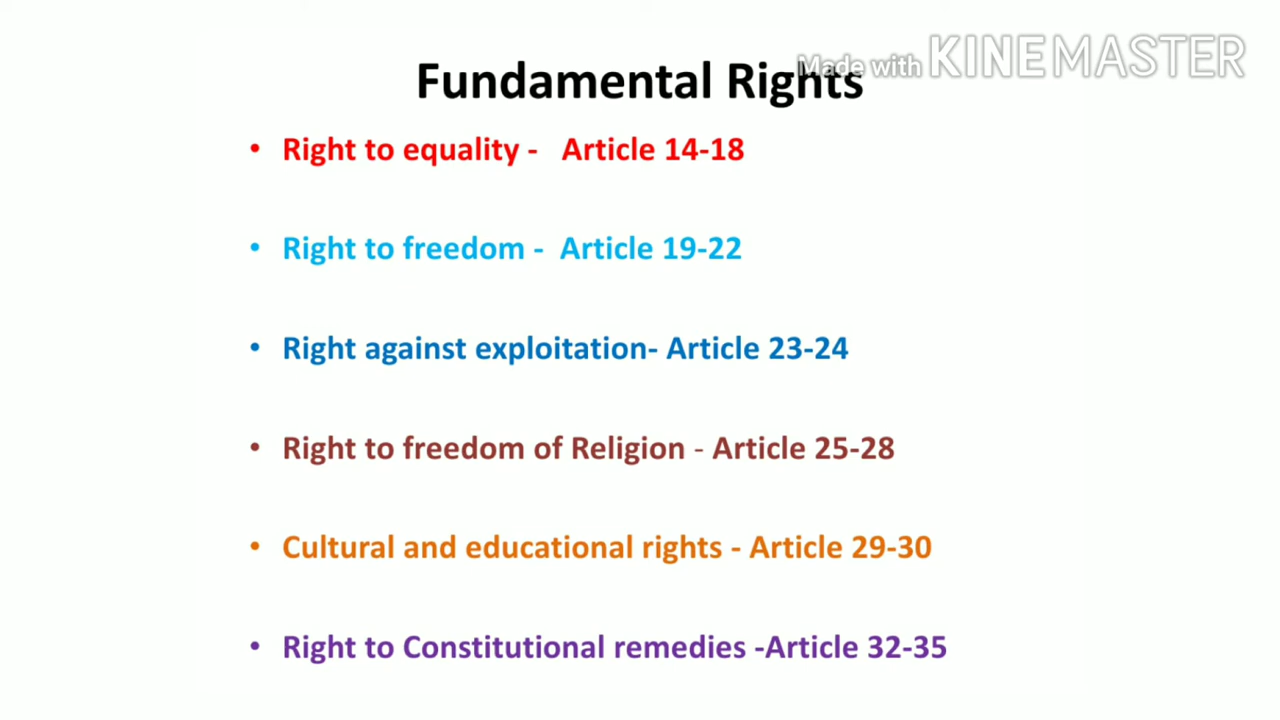 Made with KINEMASTER
Fundamental Rights
• Right to equality - Article 14-18
• Right to freedom - Article 19-22
• Right against exploitation- Article 23-24
• Right to freedom of Religion - Article 25-28
• Cultural and educational rights - Article 29-30
• Right to Constitutional remedies -Article 32-35